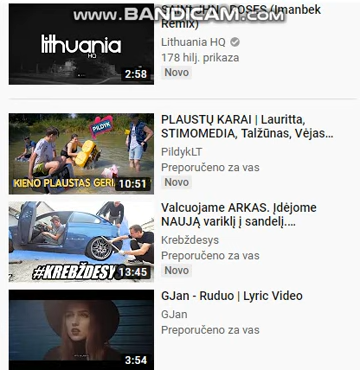 www.BANDICAM.com
ROSES (Imanbek
Remix)
lithuania
HQ
Lithuania HQ
178 hilj. prikaza
2:58
Novo
PLAUSTŲ KARAI | Lauritta,
STIMOMEDIA, Talžūnas, Vėjas...
PILDYK
PildykLT
Preporučeno za vas
KIENO PLAUSTAS GERI
10:51
Novo
Valcuojame ARKAS. Įdėjome
NAUJĄ variklį į sandelį....
Krebždesys
Preporučeno za vas
#KREBŽDESY
13:45
Novo
GJan - Ruduo | Lyric Video
GJan
Preporučeno za vas
3:54